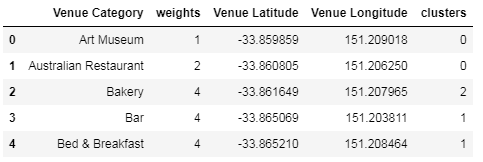 Venue Category weights Venue Latitude Venue Longitude clusters
0 Art Museum 1 -33.859859 151.209018 0
1 Australian Restaurant 2 -33.860805 151.206250 0
2 Bakery 4 -33.861649 151.207965 2
3 Bar 4 -33.865069 151.203811 1
4 Bed & Breakfast 4 -33.865210 151.208464 1